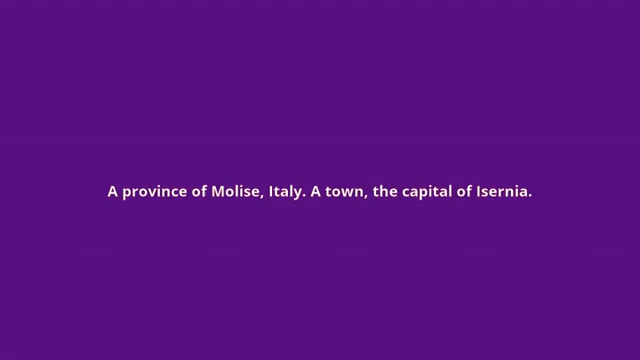 A province of Molise, Italy. A town, the capital of Isernia.